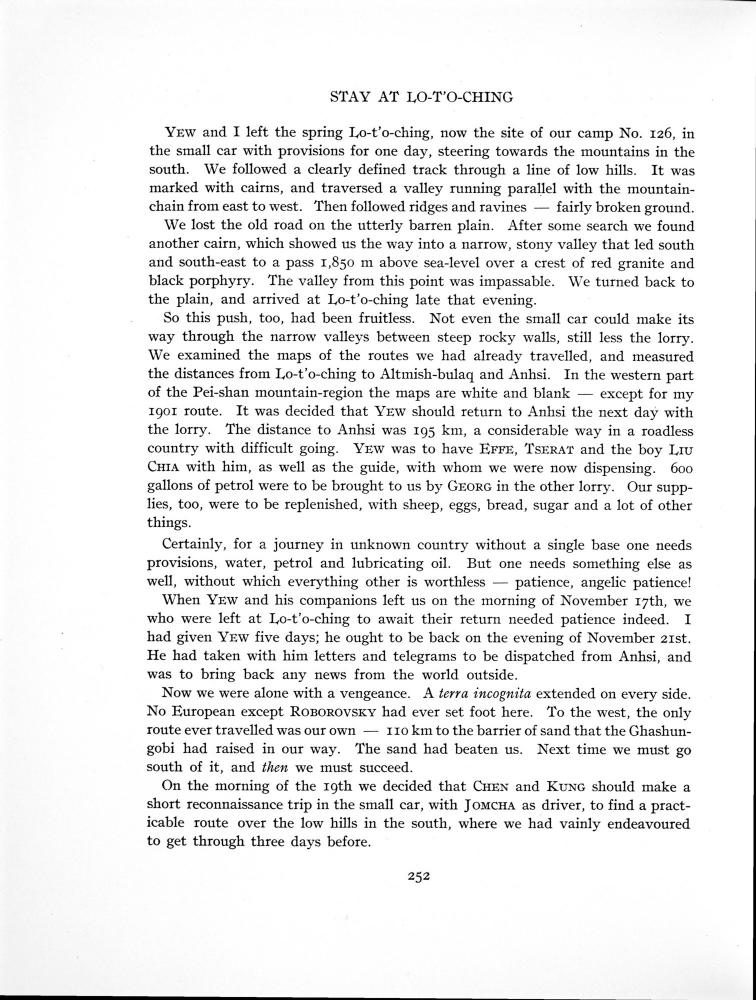 STAY AT LO-T'O-CHING
YEW and I left the spring Lo-t'o-ching, now the site of our camp No. 126, in
the small car with provisions for one day, steering towards the mountains in the
south. We followed a clearly defined track through a line of low hills. It was
marked with cairns, and traversed a valley running parallel with the mountain-
chain from east to west. Then followed ridges and ravines — fairly broken ground.
We lost the old road on the utterly barren plain. After some search we found
another cairn, which showed us the way into a narrow, stony valley that led south
and south-east to a pass 1,850 m above sea-level over a crest of red granite and
black porphyry. The valley from this point was impassable. We turned back to
the plain, and arrived at Lo-t'o-ching late that evening.
So this push, too, had been fruitless. Not even the small car could make its
way through the narrow valleys between steep rocky walls, still less the lorry.
We examined the maps of the routes we had already travelled, and measured
the distances from Lo-t'o-ching to Altmish-bulaq and Anhsi. In the western part
of the Pei-shan mountain-region the maps are white and blank — except for my
1901 route. It was decided that YEW should return to Anhsi the next day with
the lorry. The distance to Anhsi was 195 km, a considerable way in a roadless
country with difficult going. YEW was to have EFFE, TSERAT and the boy LIU
CHIA with him, as well as the guide, with whom we were now dispensing. 600
gallons of petrol were to be brought to us by GEORG in the other lorry. Our supp-
lies, too, were to be replenished, with sheep, eggs, bread, sugar and a lot of other
things.
Certainly, for a journey in unknown country without a single base one needs
provisions, water, petrol and lubricating oil. But one needs something else as
well, without which everything other is worthless — patience, angelic patience!
When YEW and his companions left us on the morning of November 17th, we
who were left at Lo-t'o-ching to await their return needed patience indeed. I
had given YEW five days; he ought to be back on the evening of November 21st.
He had taken with him letters and telegrams to be dispatched from Anhsi, and
was to bring back any news from the world outside.
Now we were alone with a vengeance. A terra incognita extended on every side.
No European except ROBOROVSKY had ever set foot here. To the west, the only
route ever travelled was our own — 110 km to the barrier of sand that the Ghashun-
gobi had raised in our way. The sand had beaten us. Next time we must go
south of it, and then we must succeed.
On the morning of the 19th we decided that CHEN and KUNG should make a
short reconnaissance trip in the small car, with JOMCHA as driver, to find a pract-
icable route over the low hills in the south, where we had vainly endeavoured
to get through three days before.
252